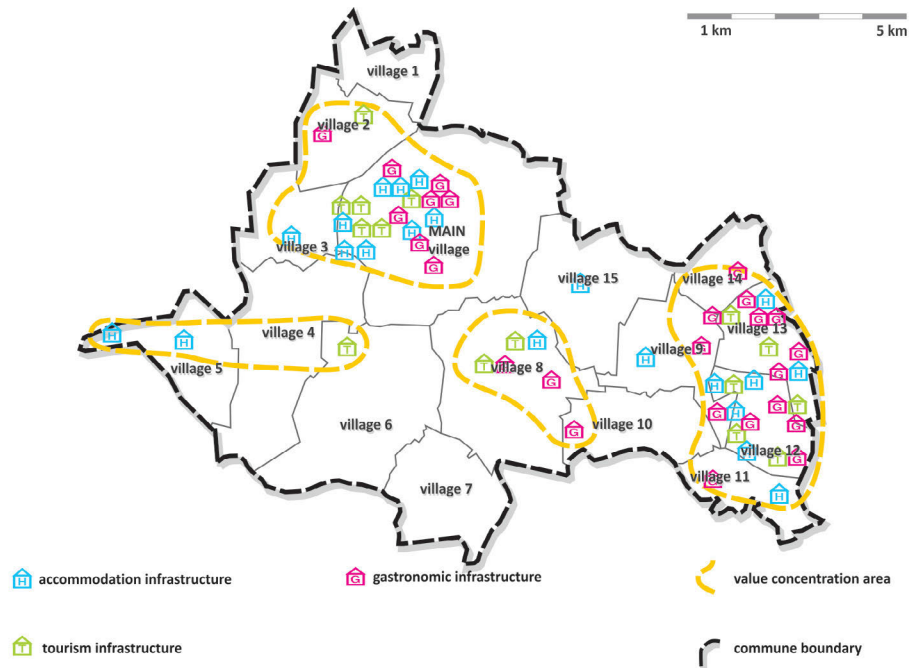 1 km 5 km
village 1
village 2
MAIN
village
village 3
village 15
village 14
village 13
village 4
village 5
village 8
village 9
village 6
village 10
village 12
village 11
village 7
H accommodation infrastructure
G gastronomic infrastructure
value concentration area
T tourism infrastructure
commune boundary